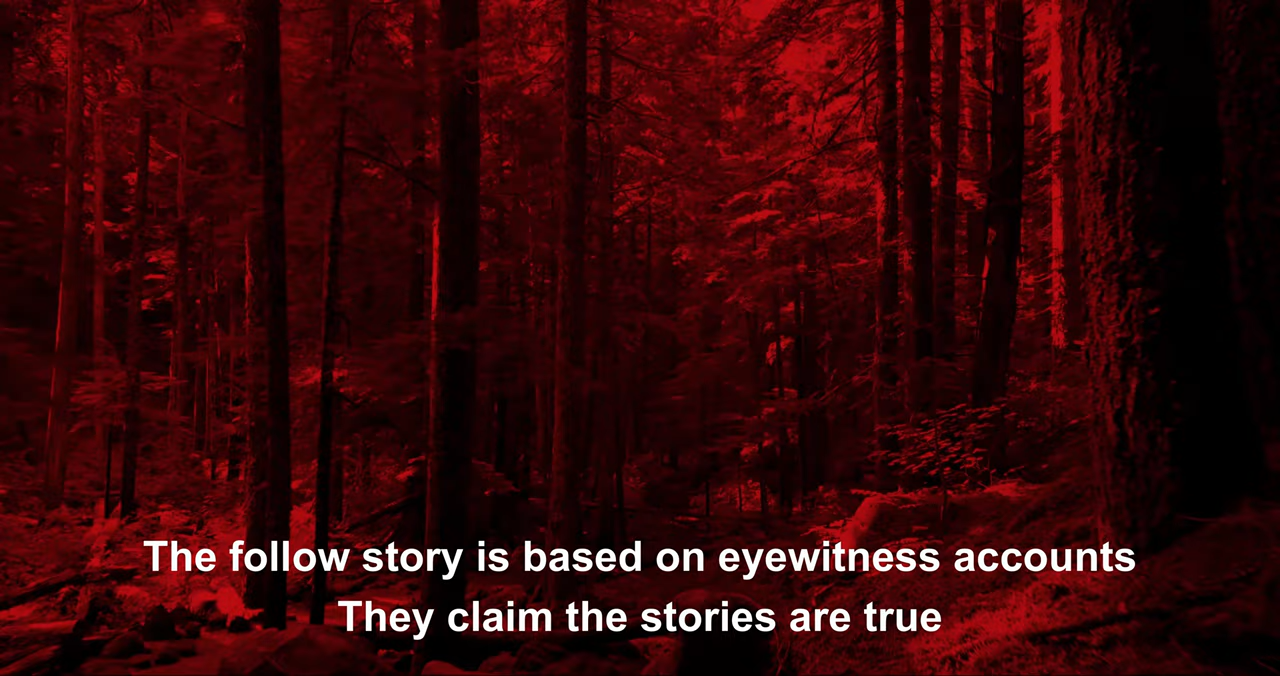 The follow story is based on eyewitness accounts
They claim the stories are true